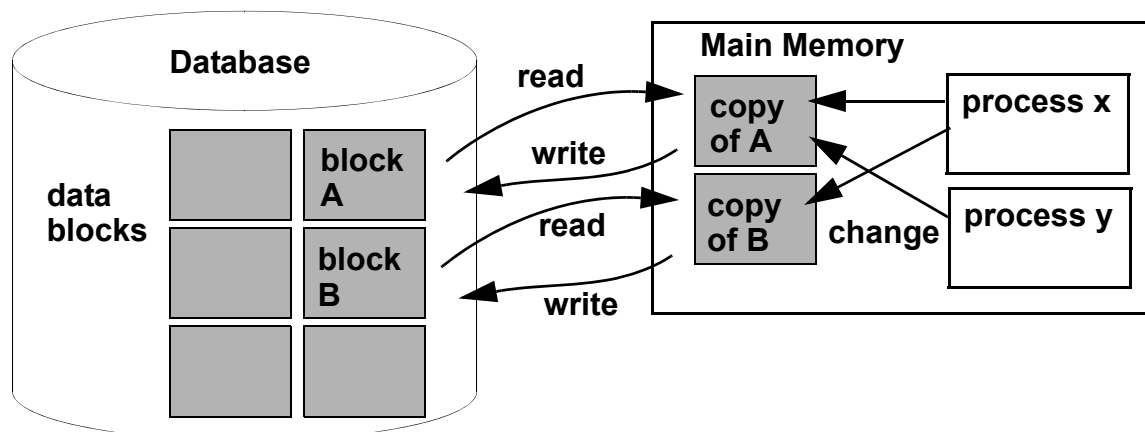 Database
data
blocks
block
A
block
B
read
write
read
write
Main Memory
copy
of A
copy
of B
change
process x
process y